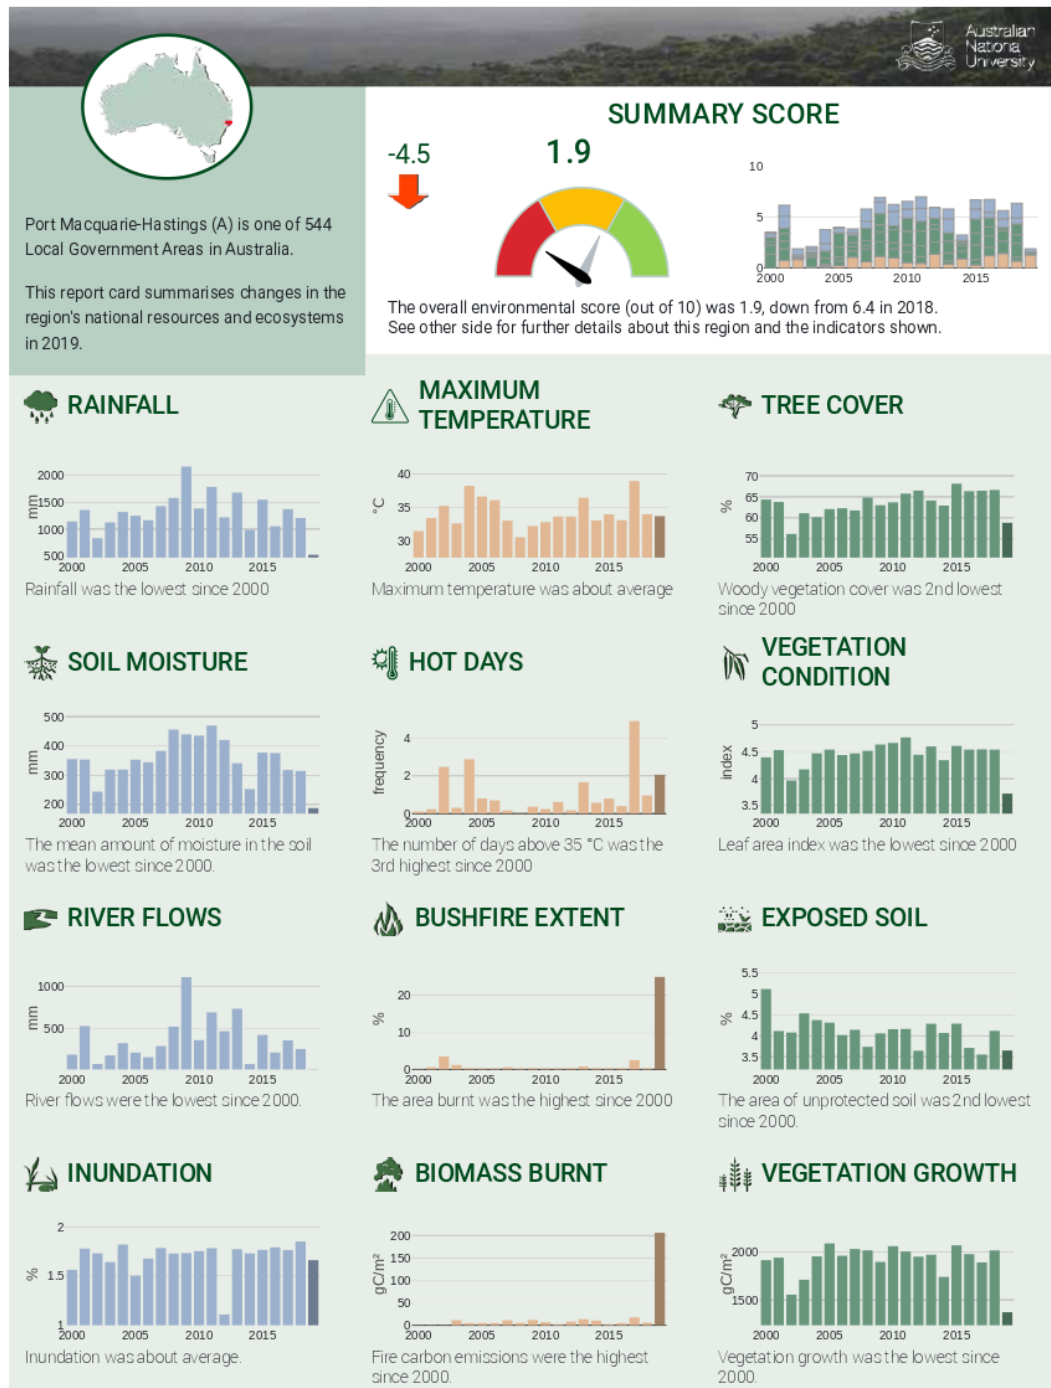 Australian
National
University
SUMMARY SCORE
-4.5
1.9
10
5
0
2000 2005 2010 2015
Port Macquarie-Hastings (A) is one of 544
Local Government Areas in Australia.
This report card summarises changes in the
region's national resources and ecosystems
in 2019.
The overall environmental score (out of 10) was 1.9, down from 6.4 in 2018.
See other side for further details about this region and the indicators shown.
RAINFALL
mm
2000
1500
1000
500
2000 2005 2010 2015
Rainfall was the lowest since 2000
MAXIMUM
TEMPERATURE
°C
40
35
30
2000 2005 2010 2015
Maximum temperature was about average
TREE COVER
%
70
65
60
55
2000 2005 2010 2015
Woody vegetation cover was 2nd lowest
since 2000
SOIL MOISTURE
mm
500
400
300
200
2000 2005 2010 2015
The mean amount of moisture in the soil
was the lowest since 2000.
HOT DAYS
frequency
4
2
0
2000 2005 2010 2015
The number of days above 35 °C was the
3rd highest since 2000
VEGETATION
CONDITION
index
5
4.5
4
3.5
2000 2005 2010 2015
Leaf area index was the lowest since 2000
RIVER FLOWS
mm
1000
500
2000 2005 2010 2015
River flows were the lowest since 2000.
BUSHFIRE EXTENT
%
20
10
0
2000 2005 2010 2015
The area burnt was the highest since 2000
EXPOSED SOIL
%
5.5
5
4.5
4
3.5
2000 2005 2010 2015
The area of unprotected soil was 2nd lowest
since 2000.
INUNDATION
%
2
1.5
1
2000 2005 2010 2015
Inundation was about average.
BIOMASS BURNT
gC/m²
200
150
100
50
0
2000 2005 2010 2015
Fire carbon emissions were the highest
since 2000.
VEGETATION GROWTH
gC/m²
2000
1500
2000 2005 2010 2015
Vegetation growth was the lowest since
2000.